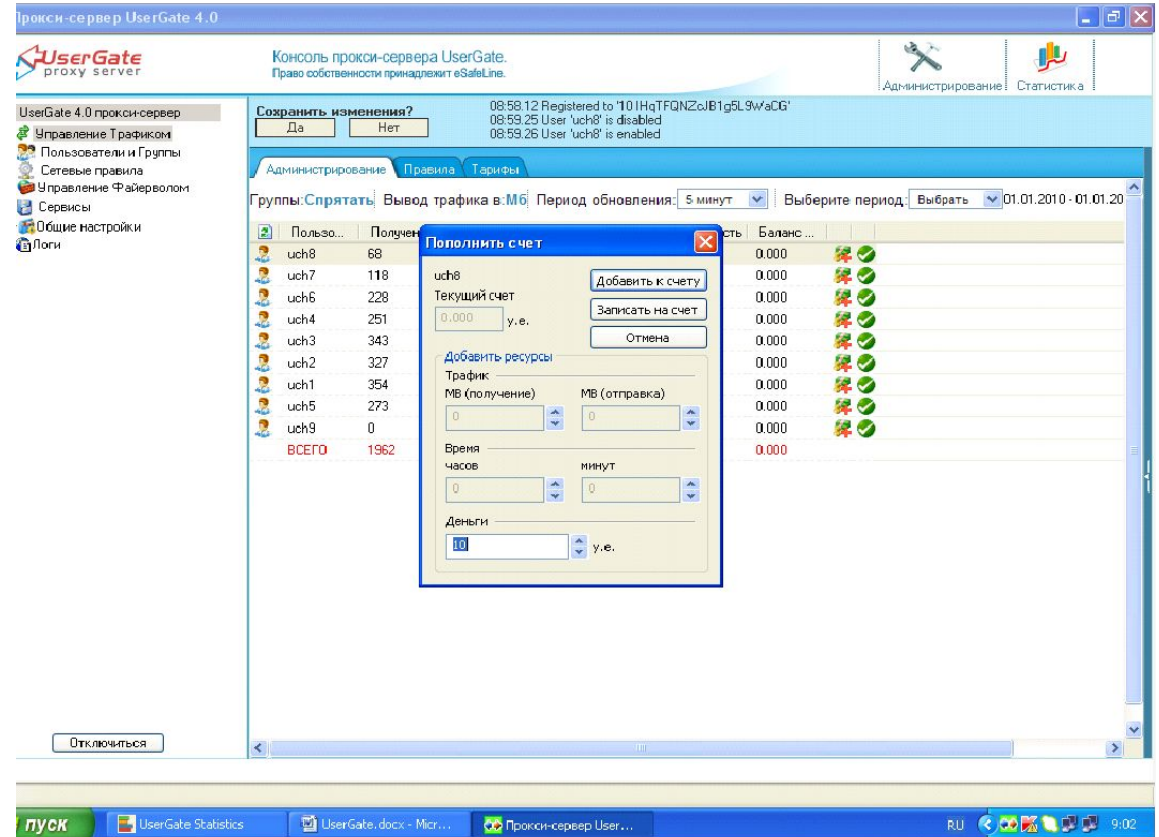 Прокси-сервер UserGate 4.0
UserGate
proxy server
Консоль прокси-сервера UserGate.
Право собственности принадлежит eSafeLine.
Администрирование
Статистика
UserGate 4.0 прокси-сервер
Управление Трафиком
Пользователи и Группы
Сетевые правила
Управление Файерволом
Сервисы
Общие настройки
Логи
Отключиться
Сохранить изменения?
Да Нет
08:58.12 Registered to '10 IHqTFQNZcJB1g5L9WaCG'
08:59.25 User 'uch8' is disabled
08:59.26 User 'uch8' is enabled
Администрирование Правила Тарифы
Группы:Спрятать Вывод трафика в:Мб Период обновления: 5 минут Выберите период: Выбрать 01.01.2010 - 01.01.20
Пользо... Получен сть Баланс ...
uch8 68 0.000
uch7 118 0.000
uch6 228 0.000
uch4 251 0.000
uch3 343 0.000
uch2 327 0.000
uch1 354 0.000
uch5 273 0.000
uch9 0 0.000
ВСЕГО 1962 0.000
Пополнить счет
uch8
Текущий счет
0.000 у.е.
Добавить к счету
Записать на счет
Отмена
Добавить ресурсы
Трафик
МВ (получение) МВ (отправка)
0 0
Время
часов минут
0 0
Деньги
10 у.е.
пуск
UserGate Statistics
UserGate.docx - Micr...
Прокси-сервер User...
RU
9:02